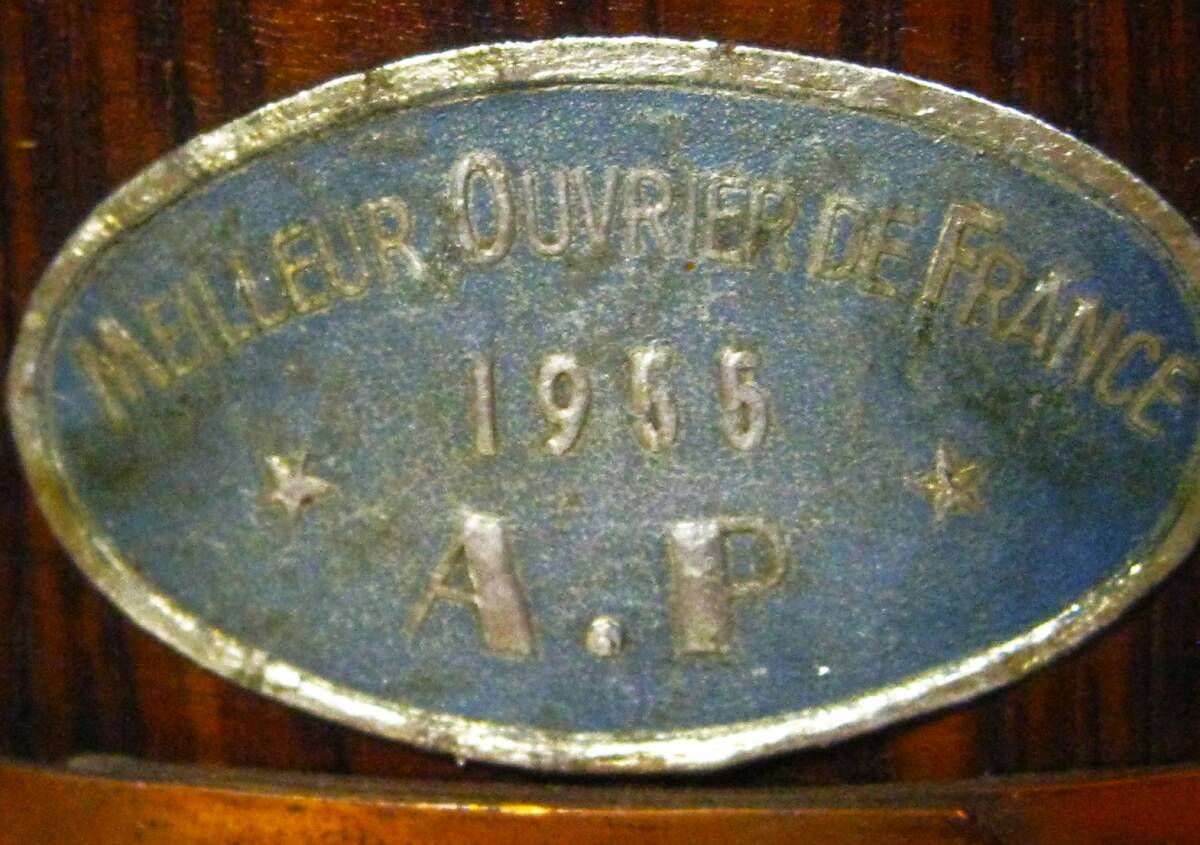 MEILLEUR OUVRIER DE FRANCE
1955
A.P